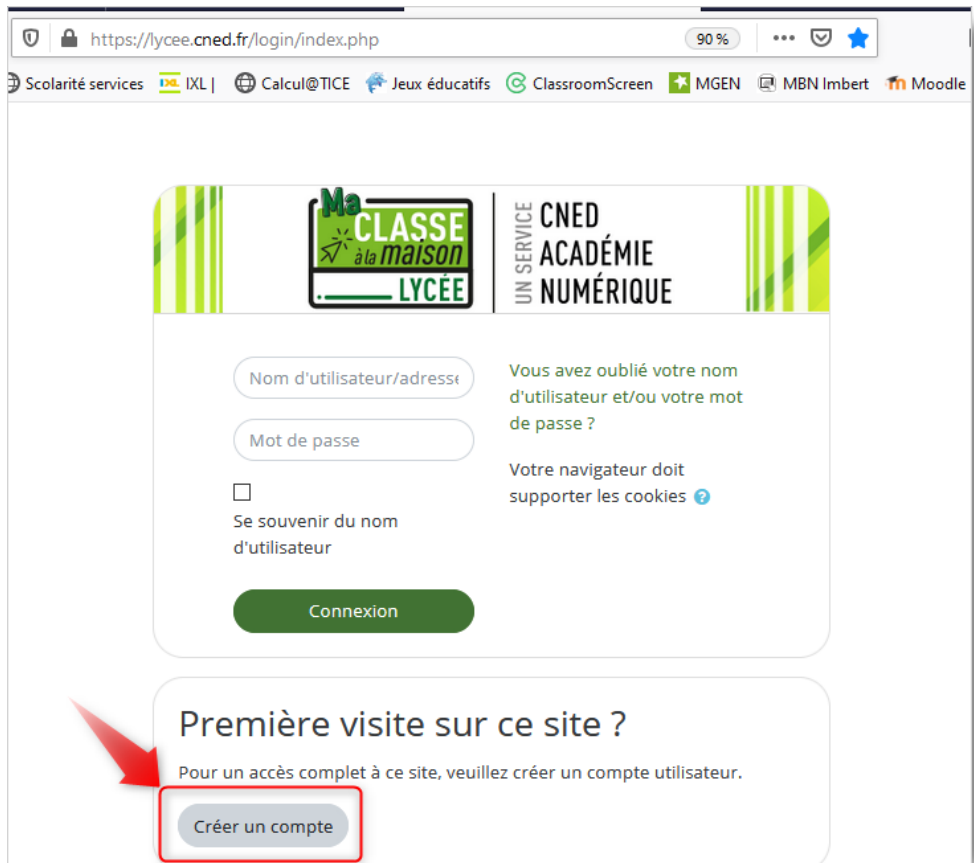 https://lycee.cned.fr/login/index.php 90 %
Scolarité services IXL | Calcul@TICE Jeux éducatifs ClassroomScreen MGEN MBN Imbert Moodle
Ma
CLASSE
à la maison
LYCÉE
UN SERVICE
CNED
ACADÉMIE
NUMÉRIQUE
Nom d'utilisateur/adresse
Mot de passe
Se souvenir du nom
d'utilisateur
Connexion
Vous avez oublié votre nom
d'utilisateur et/ou votre mot
de passe ?
Votre navigateur doit
supporter les cookies ?
Première visite sur ce site ?
Pour un accès complet à ce site, veuillez créer un compte utilisateur.
Créer un compte